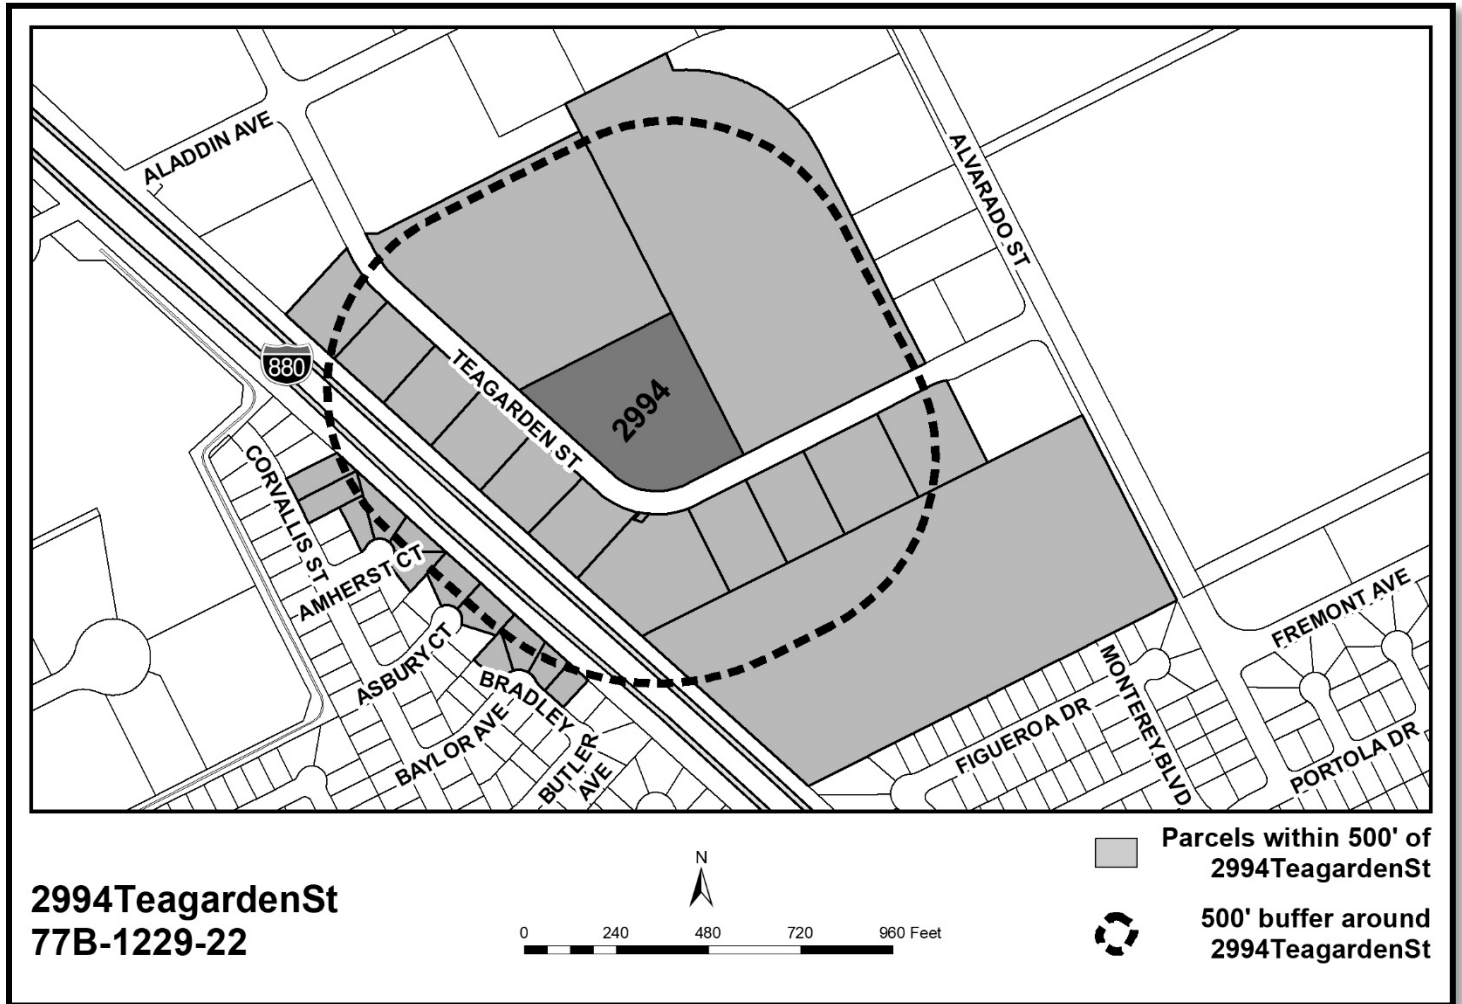 ALADDIN AVE
ALVARADO ST
880
TEAGARDEN ST
2994
CORVALLIS ST
AMHERST CT
ASBURY CT
BRADLEY
BAYLOR AVE
BUTLER
AVE
FIGUEROA DR
MONTEREY BLVD
FREMONT AVE
PORTOLA DR
2994TeagardenSt
77B-1229-22
N
0 240 480 720 960 Feet
Parcels within 500' of
2994TeagardenSt
500' buffer around
2994TeagardenSt